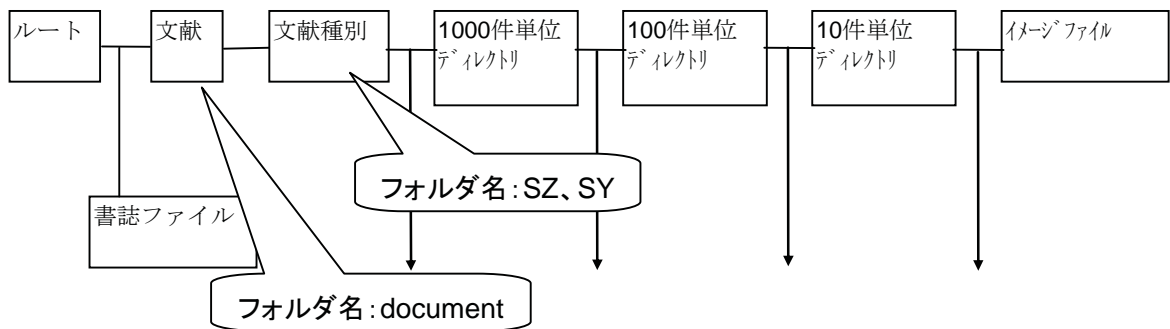 ルート
文献
文献種別
1000件単位
ﾃﾞｨﾚｸﾄﾘ
100件単位
ﾃﾞｨﾚｸﾄﾘ
10件単位
ﾃﾞｨﾚｸﾄﾘ
ｲﾒｰｼﾞﾌｧｲﾙ
フォルダ名：SZ、SY
書誌ファイル
フォルダ名：document